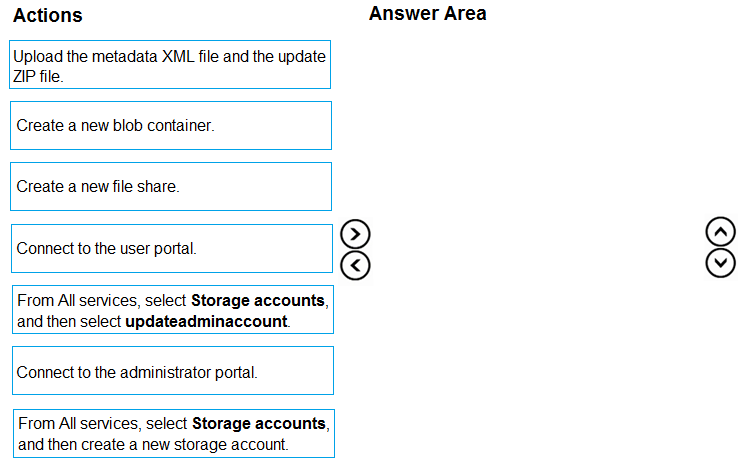 Actions
Answer Area
Upload the metadata XML file and the update
ZIP file.
Create a new blob container.
Create a new file share.
Connect to the user portal.
From All services, select Storage accounts,
and then select updateadminaccount.
Connect to the administrator portal.
From All services, select Storage accounts,
and then create a new storage account.